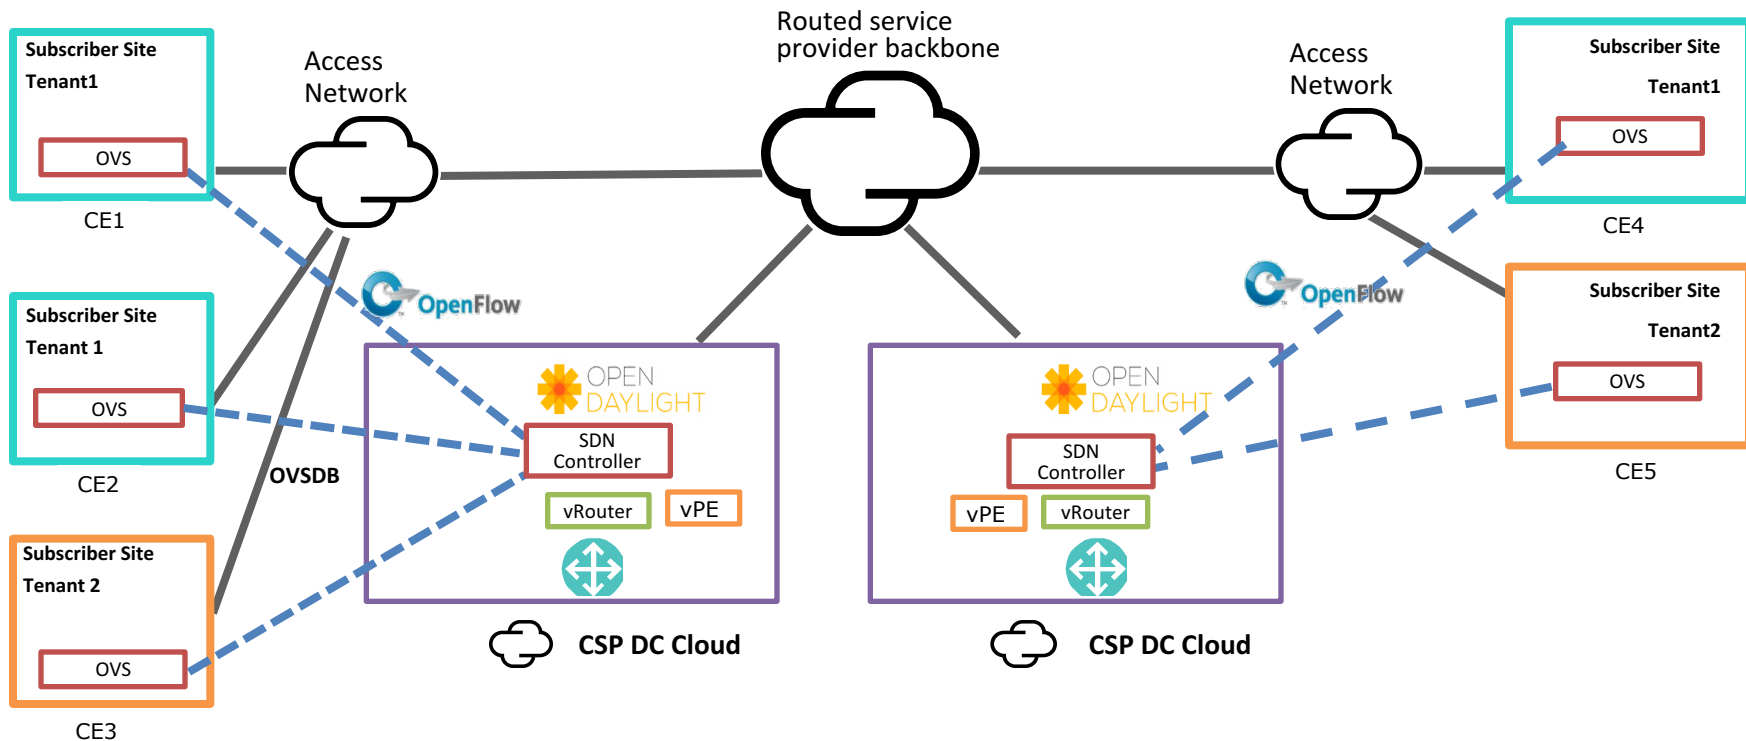 Routed service
provider backbone
Access
Network
Access
Network
Subscriber Site
Tenant1
OVS
CE1
Subscriber Site
Tenant1
OVS
CE4
OpenFlow
OpenFlow
Subscriber Site
Tenant 1
OVS
CE2
Subscriber Site
Tenant2
OVS
CE5
OVSDB
OPEN
DAYLIGHT
SDN
Controller
vRouter
vPE
OPEN
DAYLIGHT
SDN
Controller
vPE
vRouter
Subscriber Site
Tenant 2
OVS
CE3
CSP DC Cloud
CSP DC Cloud